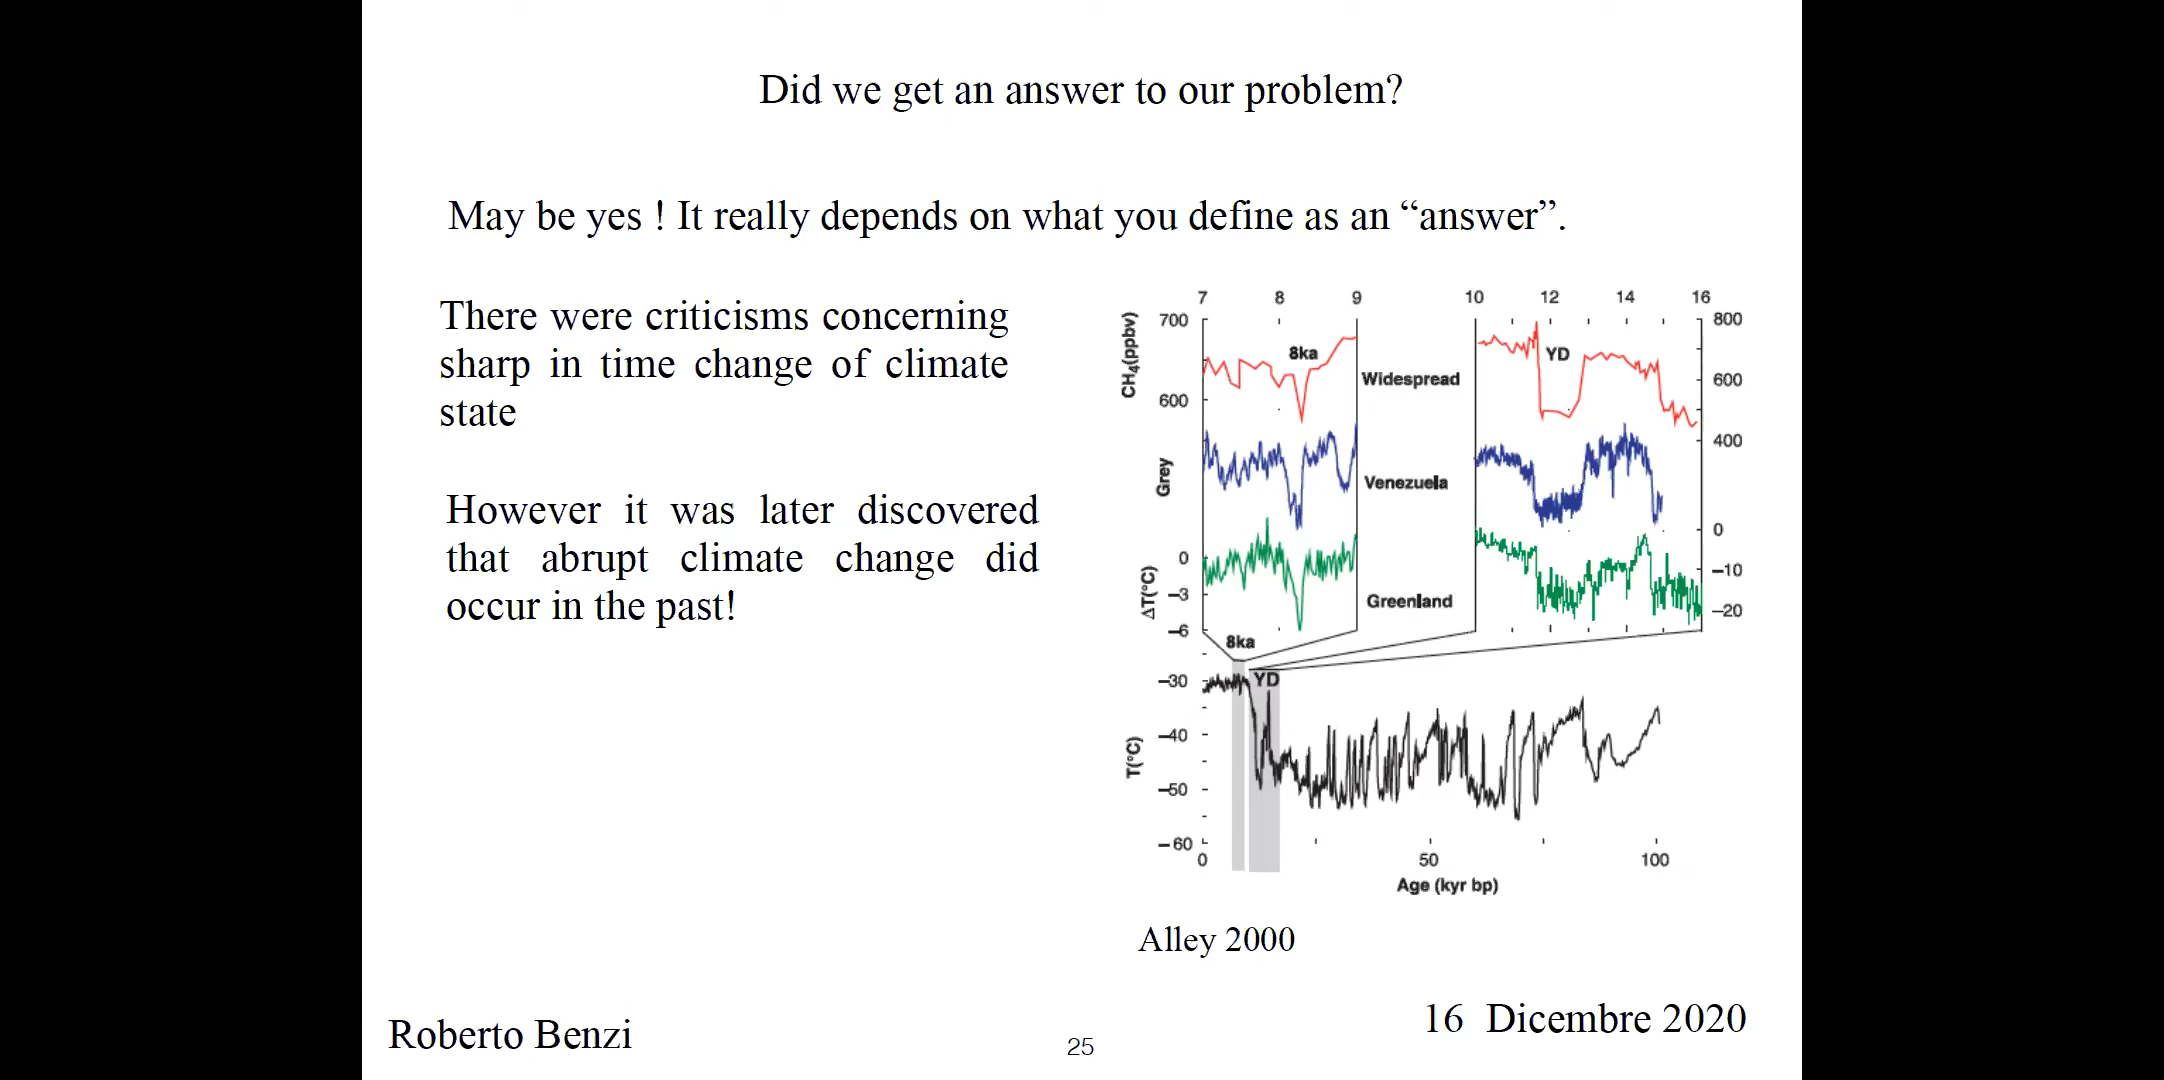 Did we get an answer to our problem?
May be yes ! It really depends on what you define as an “answer”.
There were criticisms concerning
sharp in time change of climate
state
However it was later discovered
that abrupt climate change did
occur in the past!
7 8 9 10 12 14 16
700 800
CH4(ppbv)
8ka YD
Widespread
600 600
400
Grey
Venezuela
0 0
ΔT(°C)
−3 −10
Greenland
−6 −20
8ka
−30 YD
−40
T(°C)
−50
−60
0 50 100
Age (kyr bp)
Alley 2000
Roberto Benzi
25
16 Dicembre 2020